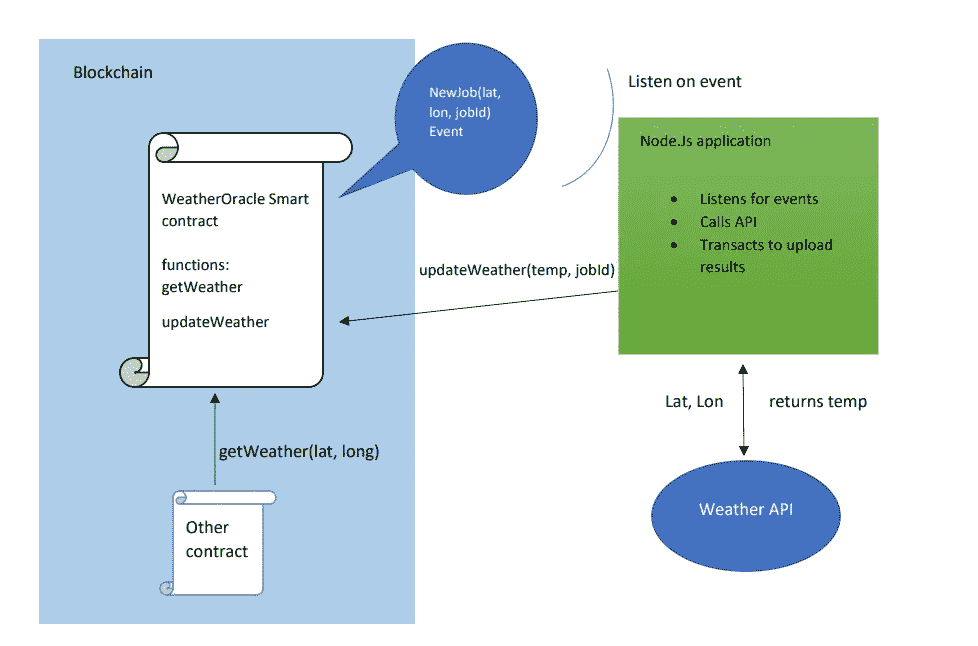 Blockchain
NewJob(lat,
lon, jobId)
Event
Listen on event
Node.Js application
WeatherOracle Smart
contract
functions:
getWeather
updateWeather
• Listens for events
• Calls API
• Transacts to upload
results
updateWeather(temp, jobId)
Lat, Lon
returns temp
getWeather(lat, long)
Other
contract
Weather API